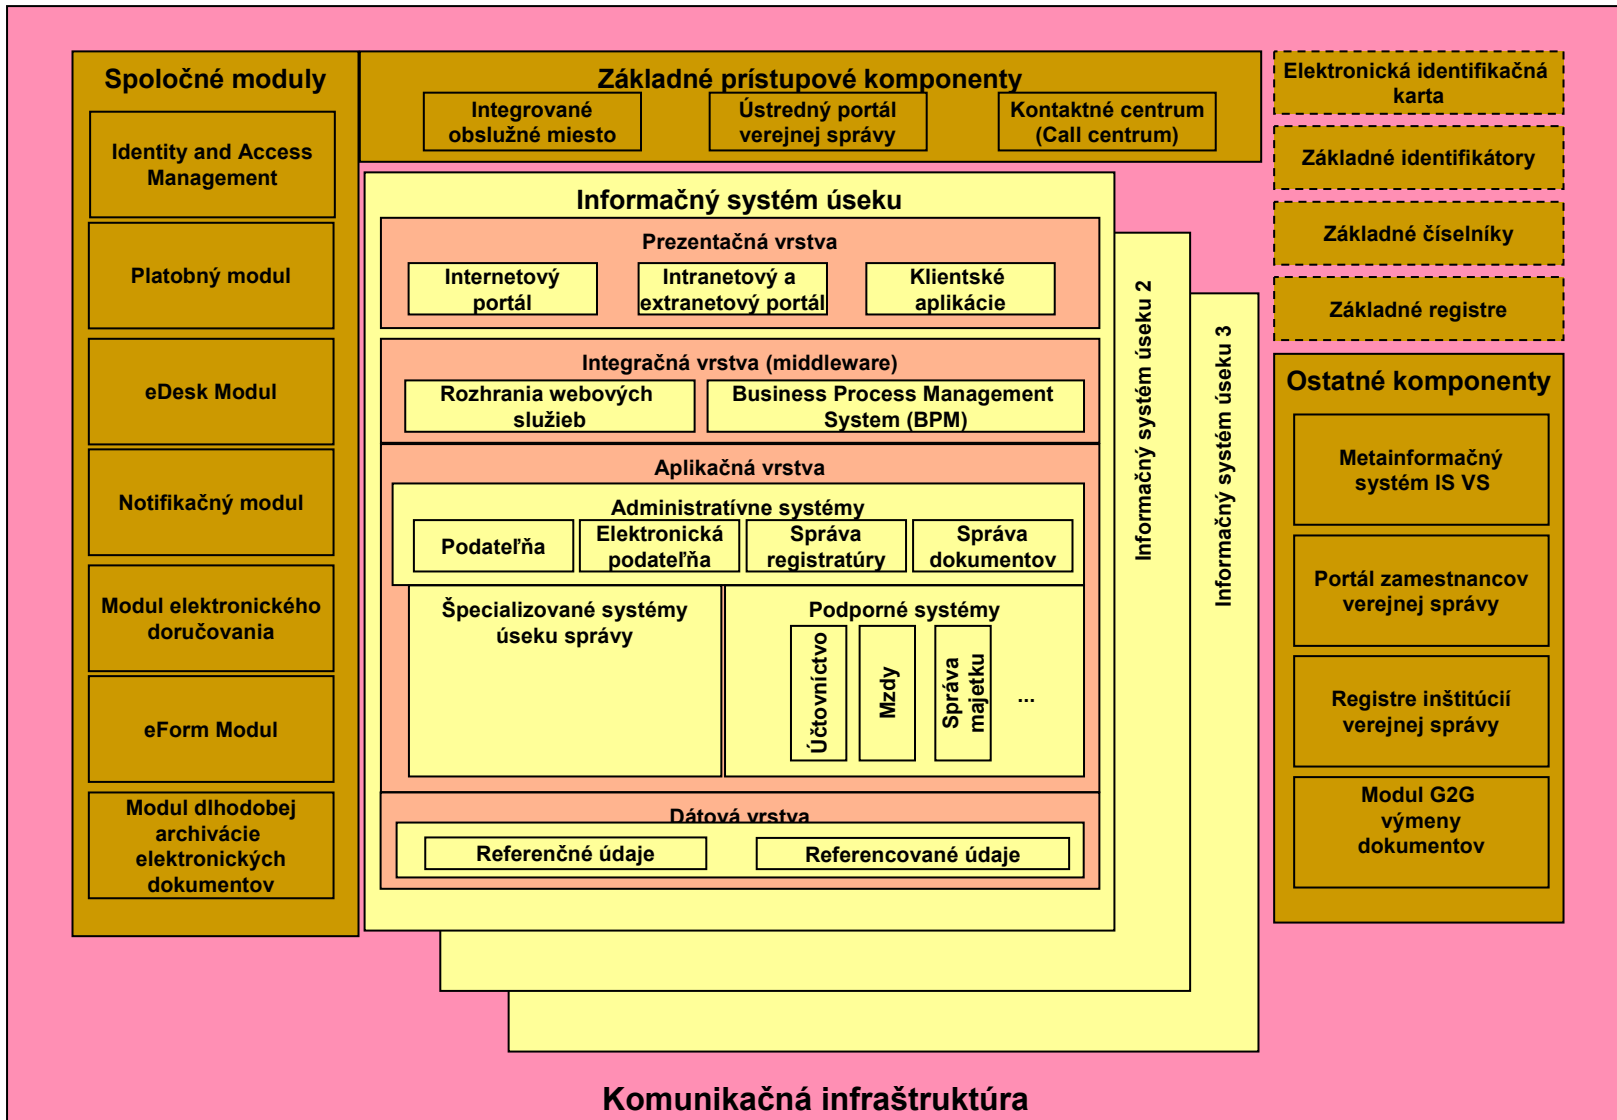 Spoločné moduly
Identity and Access
Management
Platobný modul
eDesk Modul
Notifikačný modul
Modul elektronického
doručovania
eForm Modul
Modul dlhodobej
archivácie
elektronických
dokumentov
Základné prístupové komponenty
Integrované
obslužné miesto
Ústredný portál
verejnej správy
Kontaktné centrum
(Call centrum)
Informačný systém úseku
Prezentačná vrstva
Internetový
portál
Intranetový a
extranetový portál
Klientské
aplikácie
Integračná vrstva (middleware)
Rozhrania webových
služieb
Business Process Management
System (BPM)
Aplikačná vrstva
Administratívne systémy
Podateľňa
Elektronická
podateľňa
Správa
registratúry
Správa
dokumentov
Špecializované systémy
úseku správy
Podporné systémy
Účtovníctvo
Mzdy
Správa
majetku
...
Dátová vrstva
Referenčné údaje
Referencované údaje
Informačný systém úseku 2
Informačný systém úseku 3
Elektronická identifikačná
karta
Základné identifikátory
Základné číselníky
Základné registre
Ostatné komponenty
Metainformačný
systém IS VS
Portál zamestnancov
verejnej správy
Registre inštitúcií
verejnej správy
Modul G2G
výmeny
dokumentov
Komunikačná infraštruktúra